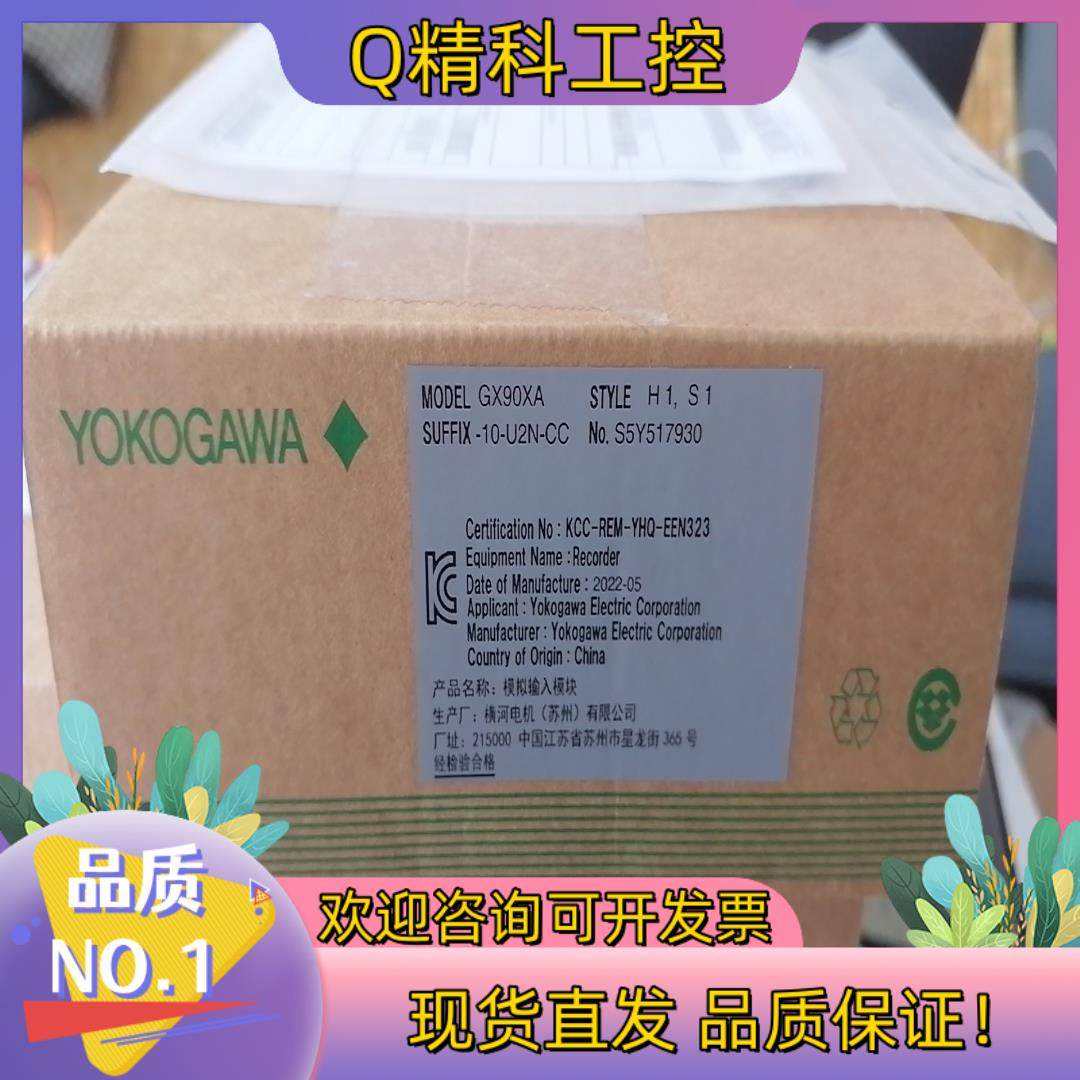 Q精科工控
YOKOGAWA
MODEL GX90XA STYLE H1, S1
SUFFIX -10-U2N-CC No. S5Y517930
Certification No : KCC-REM-YHQ-EEN323
Equipment Name : Recorder
Date of Manufacture : 2022-05
Applicant : Yokogawa Electric Corporation
Manufacturer : Yokogawa Electric Corporation
Country of Origin : China
产品名称：模拟输入模块
生产厂：横河电机（苏州）有限公司
厂址：215000 中国江苏省苏州市星龙街 365 号
经检验合格
品质
NO.1
欢迎咨询可开发票
现货直发 品质保证！